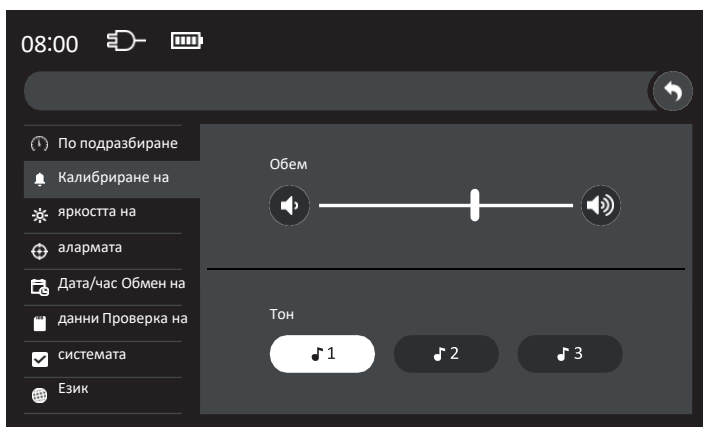 08:00
По подразбиране
Калибриране на
яркостта на
алармата
Дата/час Обмен на
данни Проверка на
системата
Език
Обем
Тон
1
2
3